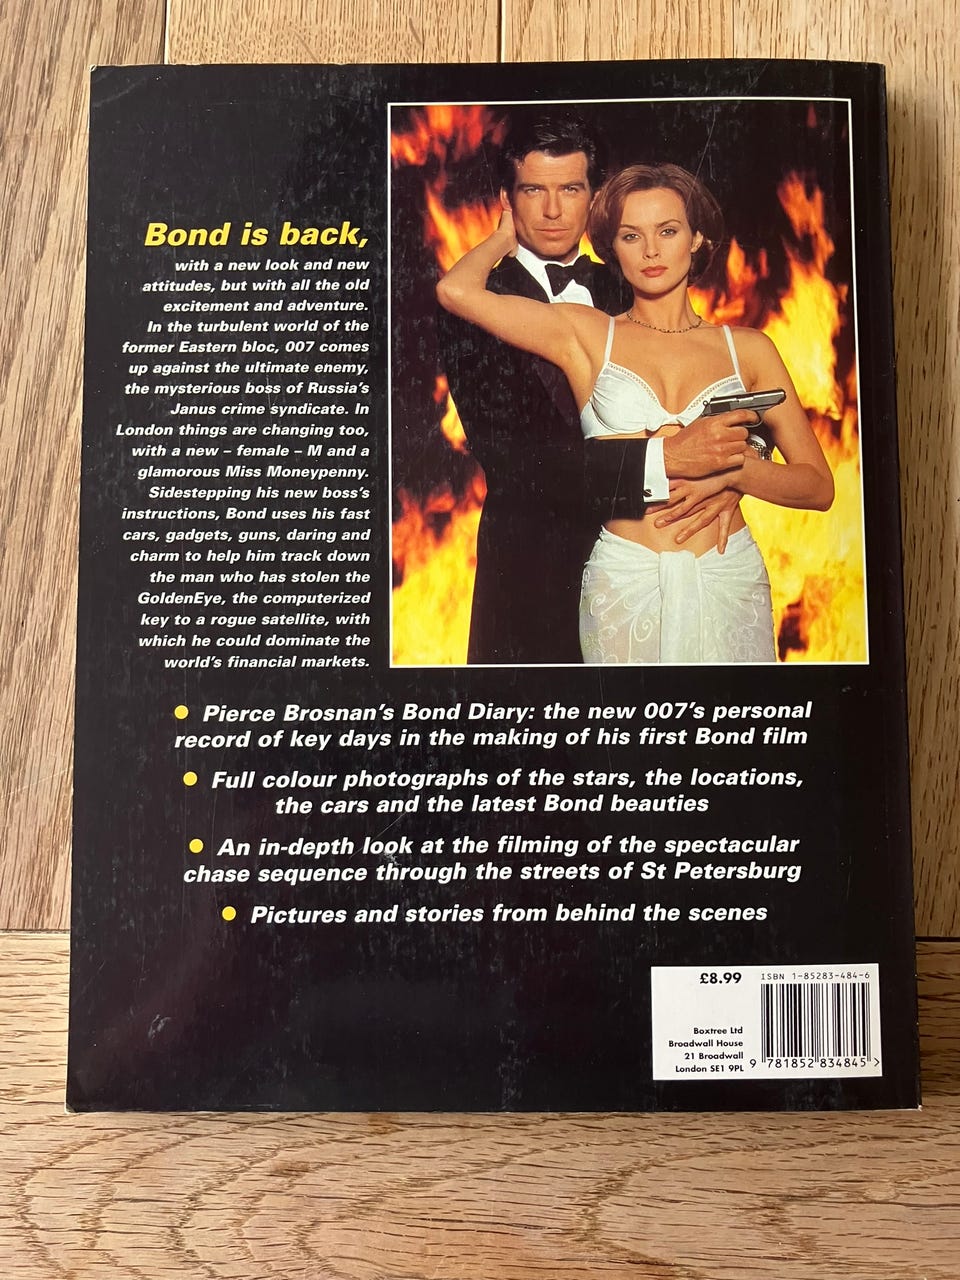 Bond is back,
with a new look and new
attitudes, but with all the old
excitement and adventure.
In the turbulent world of the
former Eastern bloc, 007 comes
up against the ultimate enemy,
the mysterious boss of Russia's
Janus crime syndicate. In
London things are changing too,
with a new – female – M and a
glamorous Miss Moneypenny.
Sidestepping his new boss's
instructions, Bond uses his fast
cars, gadgets, guns, daring and
charm to help him track down
the man who has stolen the
GoldenEye, the computerized
key to a rogue satellite, with
which he could dominate the
world's financial markets.
● Pierce Brosnan's Bond Diary: the new 007's personal
record of key days in the making of his first Bond film
● Full colour photographs of the stars, the locations,
the cars and the latest Bond beauties
● An in-depth look at the filming of the spectacular
chase sequence through the streets of St Petersburg
● Pictures and stories from behind the scenes
£8.99
ISBN 1-85283-484-6
Boxtree Ltd
Broadwall House
21 Broadwall
London SE1 9PL
9 781852 834845 >